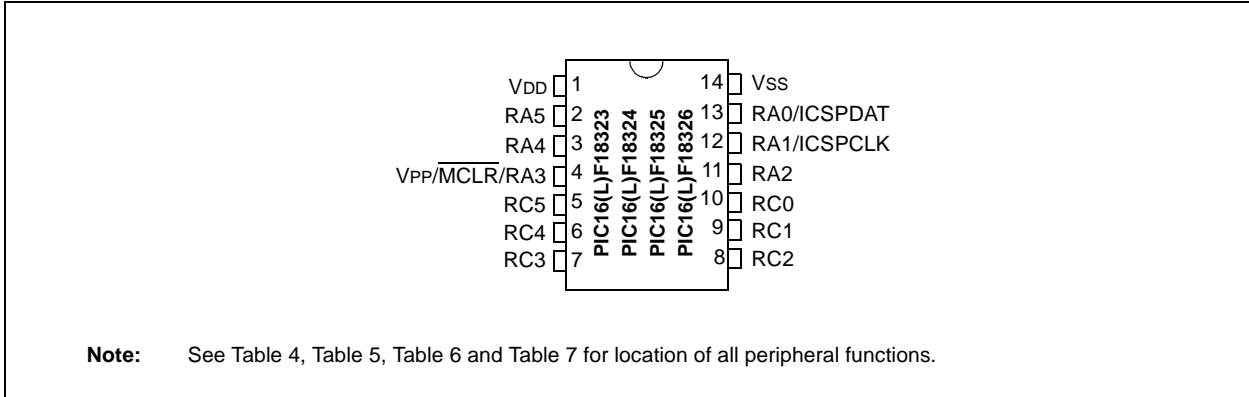 VDD 1 14 VSS
RA5 2 13 RA0/ICSPDAT
RA4 3 12 RA1/ICSPCLK
VPP/MCLR/RA3 4 11 RA2
RC5 5 10 RC0
RC4 6 9 RC1
RC3 7 8 RC2
PIC16(L)F18323
PIC16(L)F18324
PIC16(L)F18325
PIC16(L)F18326
Note: See Table 4, Table 5, Table 6 and Table 7 for location of all peripheral functions.